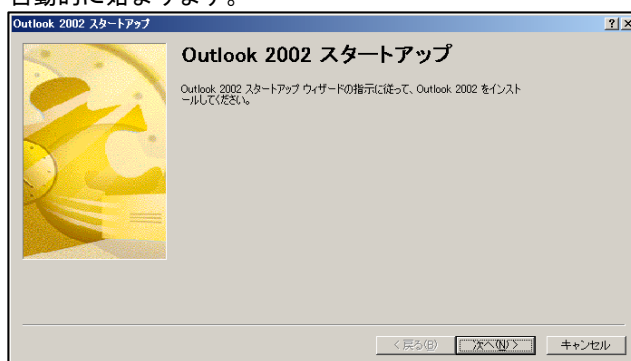 自動的に始まります。
Outlook 2002 スタートアップ
Outlook 2002 スタートアップ
Outlook 2002 スタートアップ ウィザードの指示に従って、Outlook 2002 をインスト
ールしてください。
< 戻る(B) 次へ(N) > キャンセル